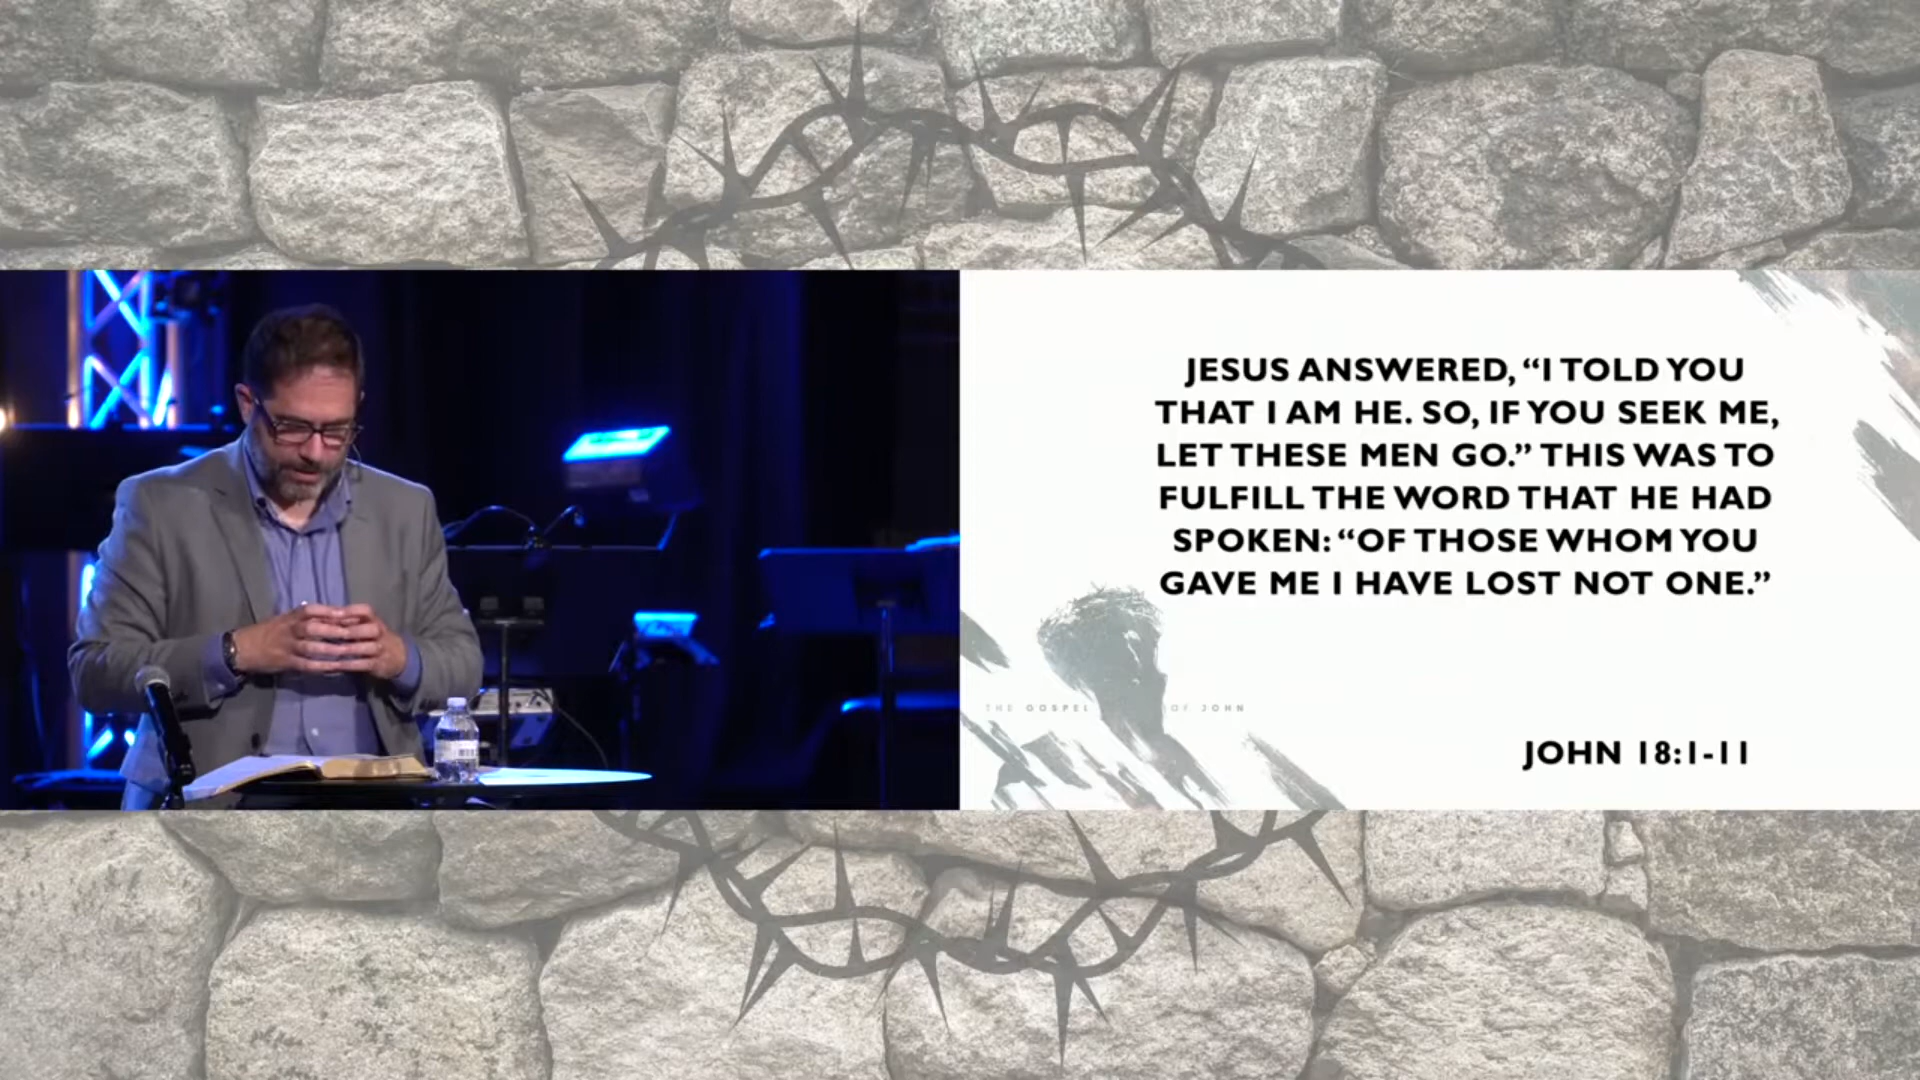 JESUS ANSWERED, “I TOLD YOU
THAT I AM HE. SO, IF YOU SEEK ME,
LET THESE MEN GO.” THIS WAS TO
FULFILL THE WORD THAT HE HAD
SPOKEN: “OF THOSE WHOM YOU
GAVE ME I HAVE LOST NOT ONE.”
THE GOSPEL OF JOHN
JOHN 18:1-11